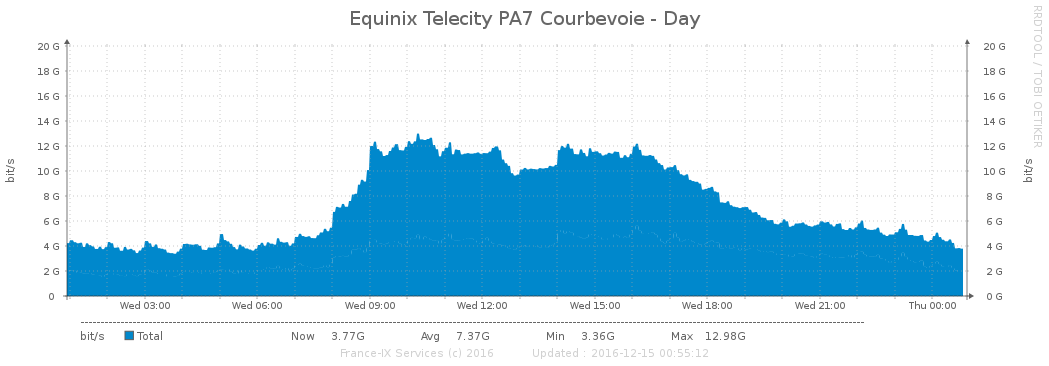 Equinix Telecity PA7 Courbevoie - Day
RRDTOOL / TOBI OETIKER
bit/s
20 G 20 G
18 G 18 G
16 G 16 G
14 G 14 G
12 G 12 G
10 G 10 G
8 G 8 G
6 G 6 G
4 G 4 G
2 G 2 G
0 0 G
bit/s
Wed 03:00 Wed 06:00 Wed 09:00 Wed 12:00 Wed 15:00 Wed 18:00 Wed 21:00 Thu 00:00
bit/s Total Now 3.77G Avg 7.37G Min 3.36G Max 12.98G
France-IX Services (c) 2016 Updated : 2016-12-15 00:55:12